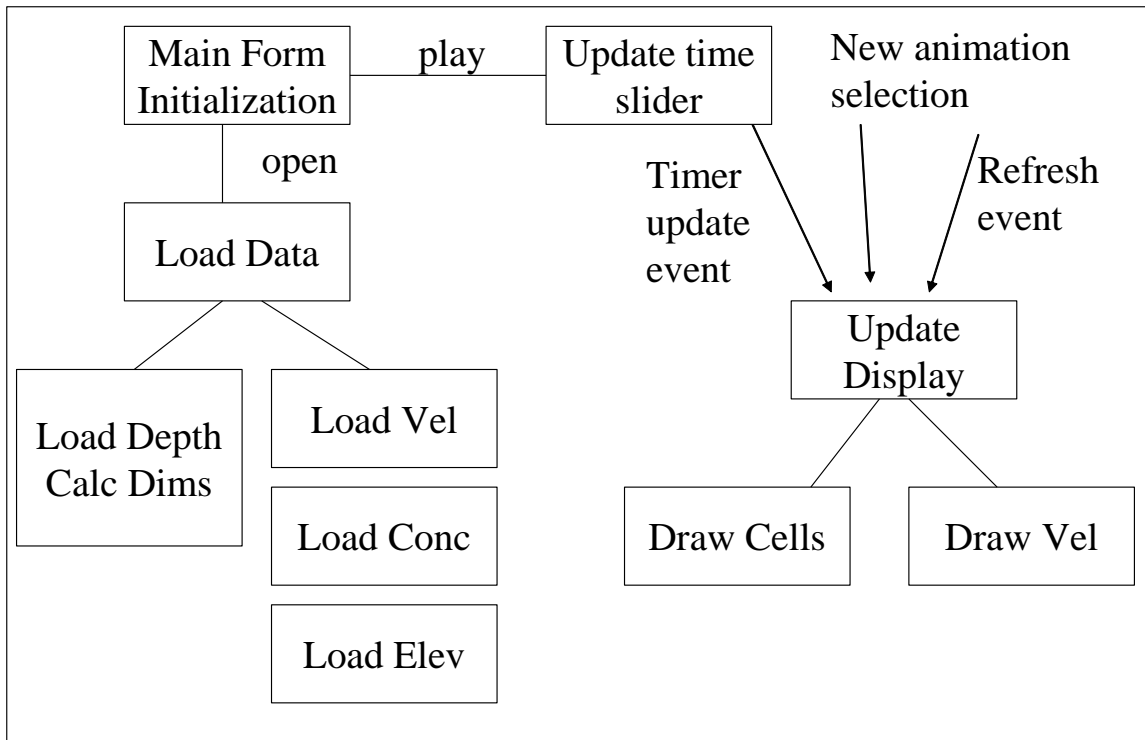 Main Form
Initialization
play
Update time
slider
New animation
selection
open
Timer
update
event
Refresh
event
Load Data
Update
Display
Load Depth
Calc Dims
Load Vel
Load Conc
Load Elev
Draw Cells
Draw Vel